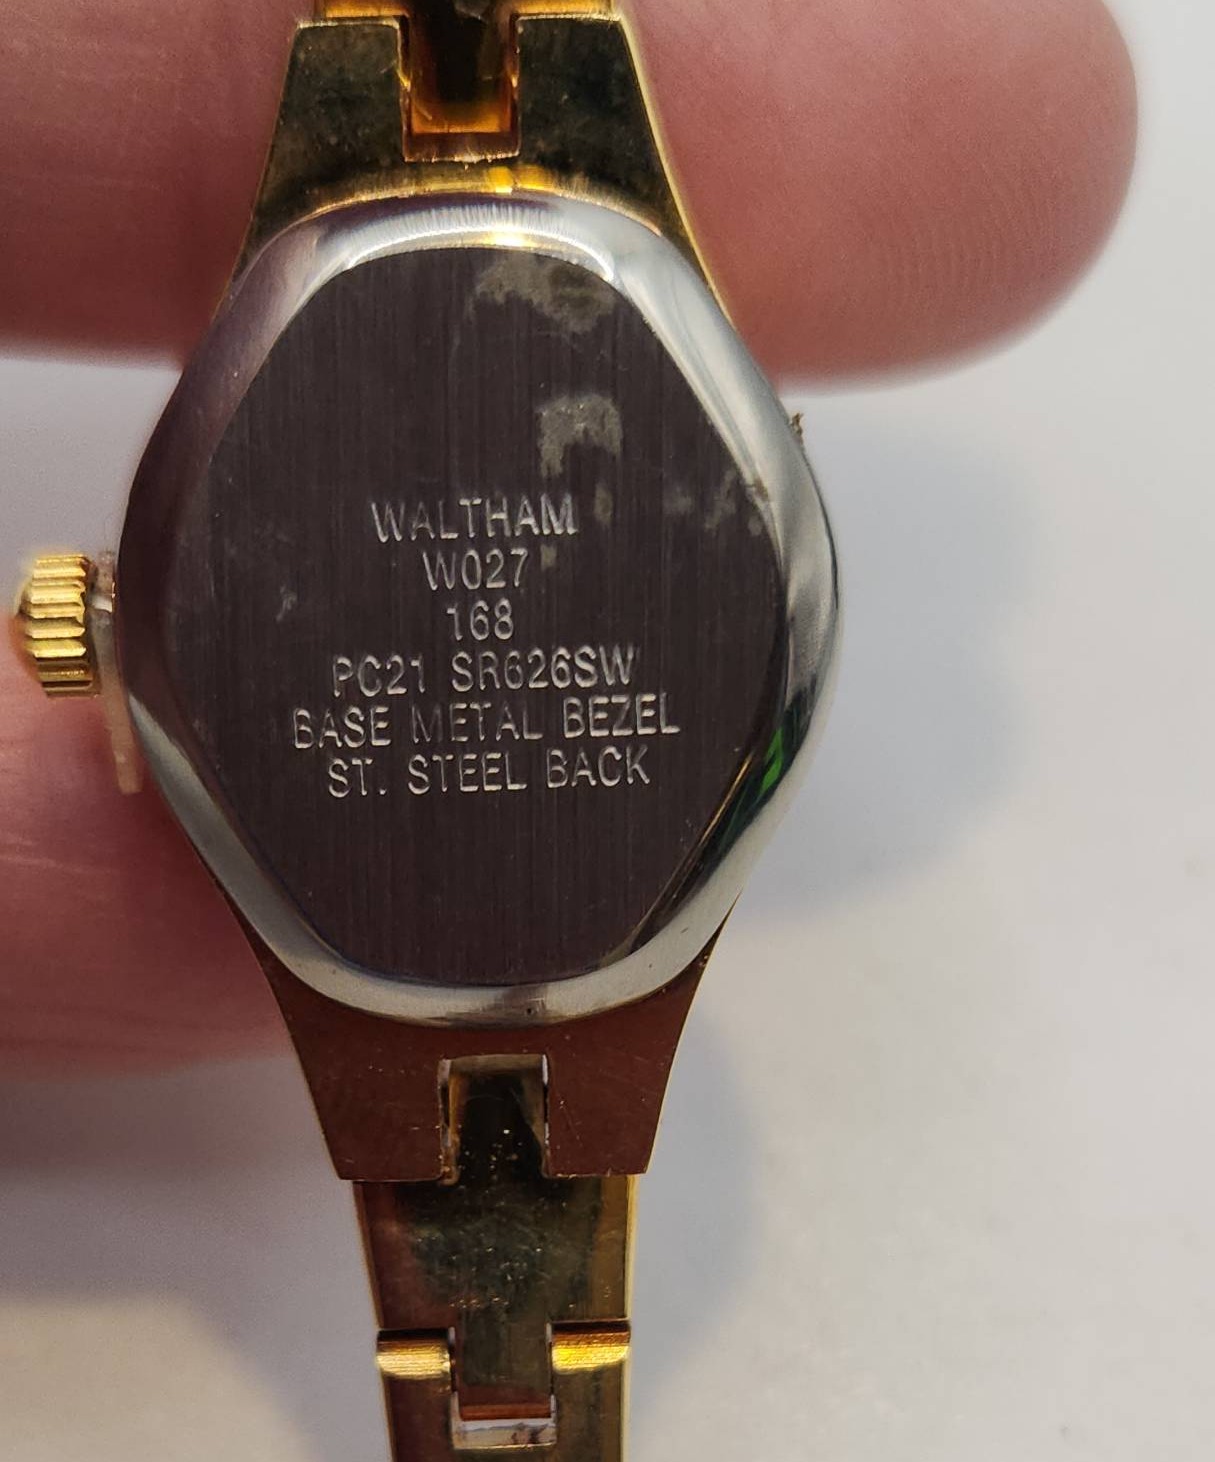 WALTHAM
W027
168
PC21 SR626SW
BASE METAL BEZEL
ST. STEEL BACK